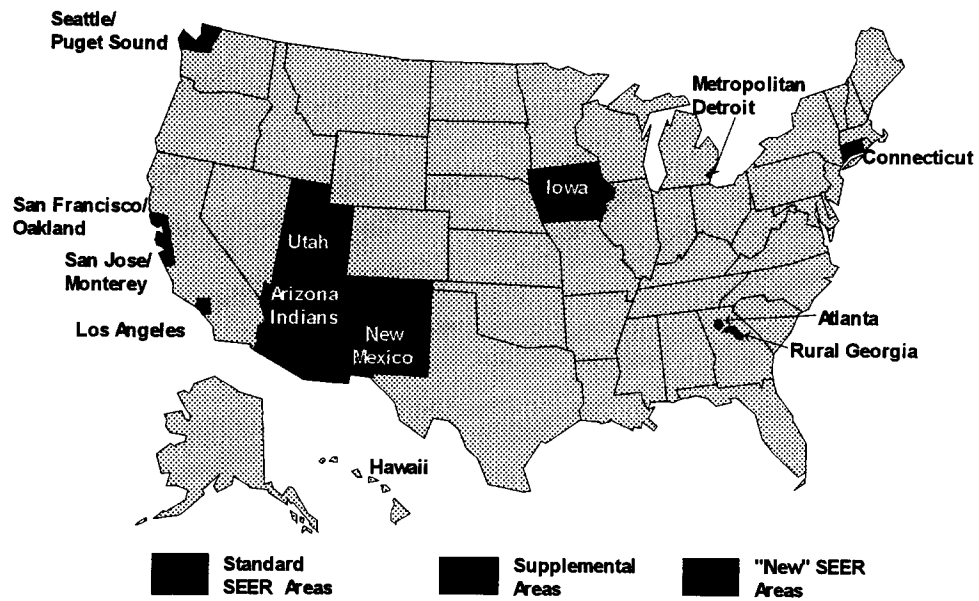 Seattle/
Puget Sound
Metropolitan
Detroit
Connecticut
Iowa
San Francisco/
Oakland
Utah
San Jose/
Monterey
Arizona
Indians
Los Angeles
New
Mexico
Atlanta
Rural Georgia
Hawaii
Standard
SEER Areas
Supplemental
Areas
"New" SEER
Areas